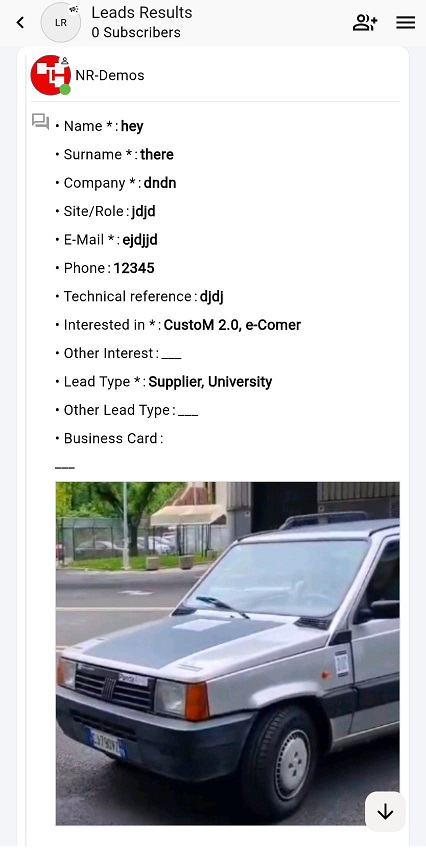 LR
Leads Results
0 Subscribers
NR-Demos
• Name * : hey
• Surname * : there
• Company * : dndn
• Site/Role : jdjd
• E-Mail * : ejdjjd
• Phone : 12345
• Technical reference : djdj
• Interested in * : CustoM 2.0, e-Comer
• Other Interest : ___
• Lead Type * : Supplier, University
• Other Lead Type : ___
• Business Card :
___
Panda